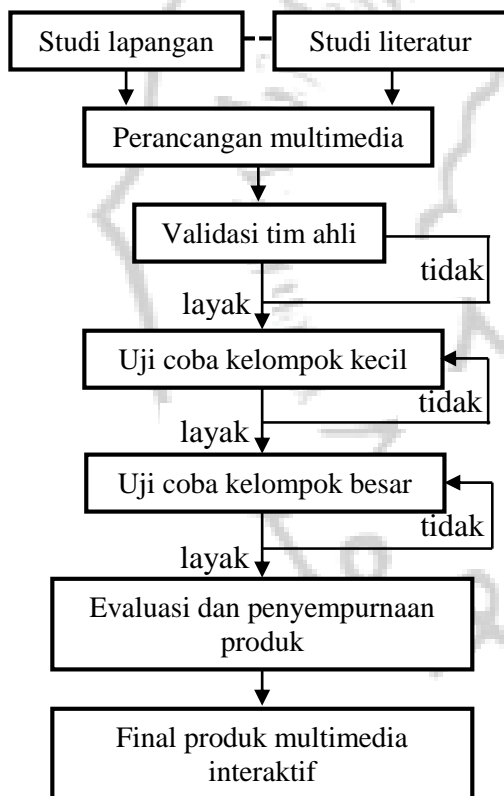 Studi lapangan
Studi literatur
Perancangan multimedia
Validasi tim ahli
tidak
layak
Uji coba kelompok kecil
tidak
layak
Uji coba kelompok besar
tidak
layak
Evaluasi dan penyempurnaan
produk
Final produk multimedia
interaktif